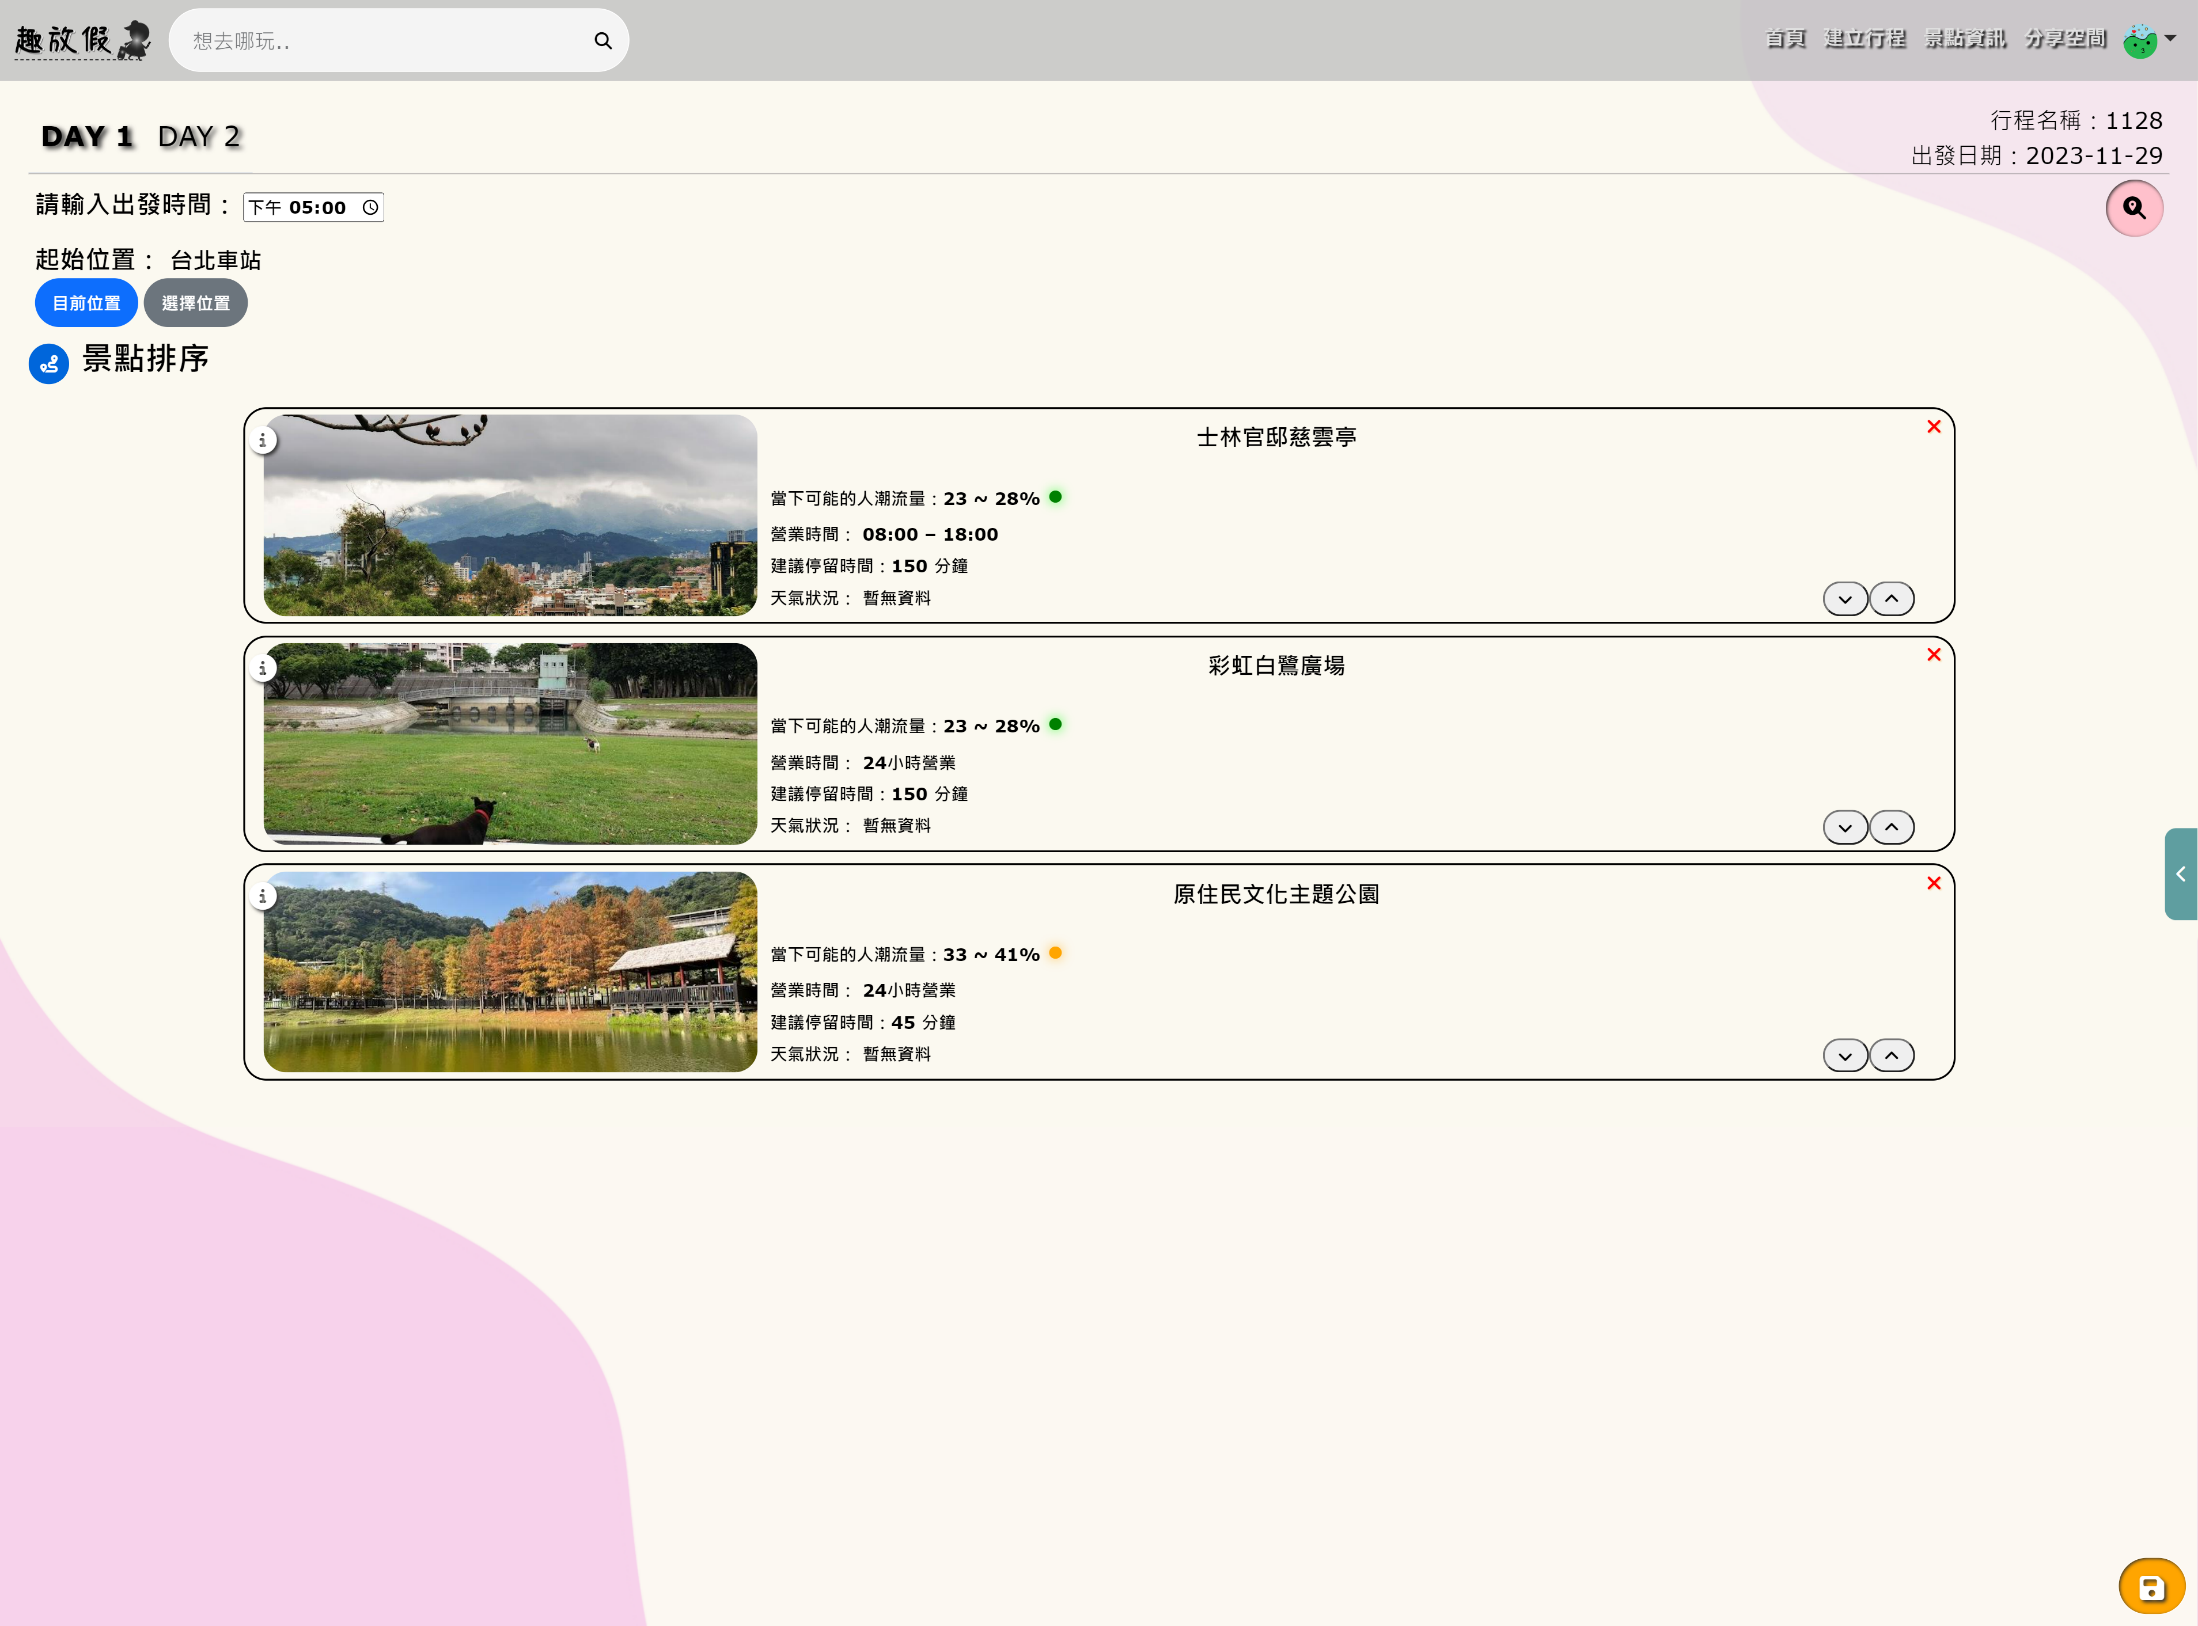 趣放假
想去哪玩..
首頁 建立行程 景點資訊 分享空間
DAY 1 DAY 2
行程名稱：1128
出發日期：2023-11-29
請輸入出發時間： 下午 05:00
起始位置： 台北車站
目前位置 選擇位置
景點排序
士林官邸慈雲亭
當下可能的人潮流量：23 ~ 28%
營業時間： 08:00 – 18:00
建議停留時間：150 分鐘
天氣狀況： 暫無資料
彩虹白鷺廣場
當下可能的人潮流量：23 ~ 28%
營業時間： 24小時營業
建議停留時間：150 分鐘
天氣狀況： 暫無資料
原住民文化主題公園
當下可能的人潮流量：33 ~ 41%
營業時間： 24小時營業
建議停留時間：45 分鐘
天氣狀況： 暫無資料